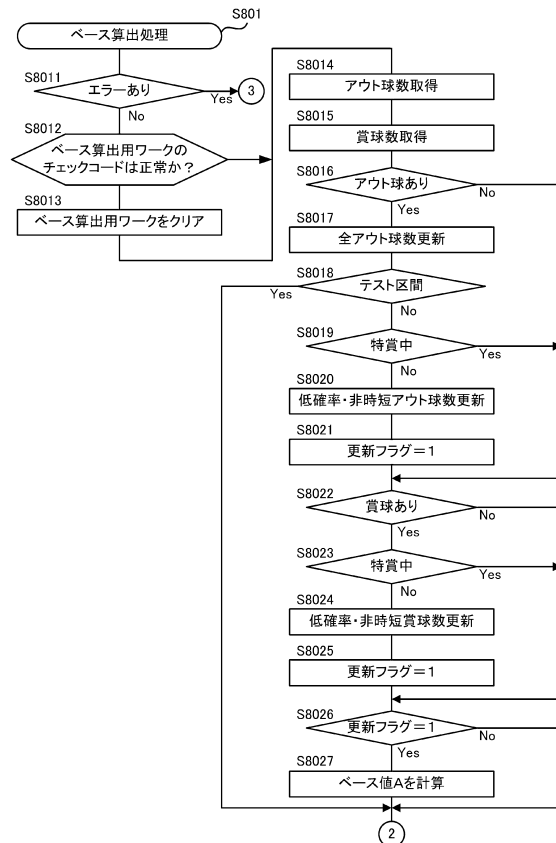 S801
ベース算出処理
S8011
エラーあり
Yes
3
No
S8012
ベース算出用ワークの
チェックコードは正常か？
S8013
ベース算出用ワークをクリア
S8014
アウト球数取得
S8015
賞球数取得
S8016
アウト球あり
No
Yes
S8017
全アウト球数更新
S8018
テスト区間
Yes
No
S8019
特賞中
Yes
No
S8020
低確率・非時短アウト球数更新
S8021
更新フラグ＝1
S8022
賞球あり
No
Yes
S8023
特賞中
Yes
No
S8024
低確率・非時短賞球数更新
S8025
更新フラグ＝1
S8026
更新フラグ＝1
No
Yes
S8027
ベース値Aを計算
2